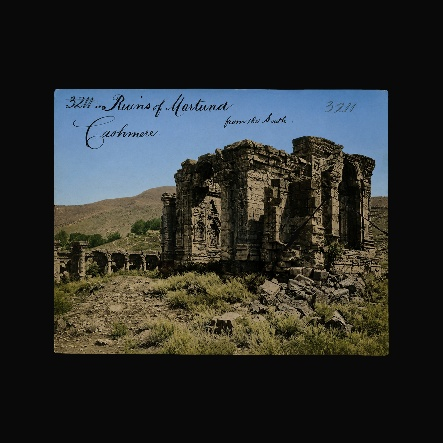 3211 Ruins of Martund 3211
Cashmere from the South.